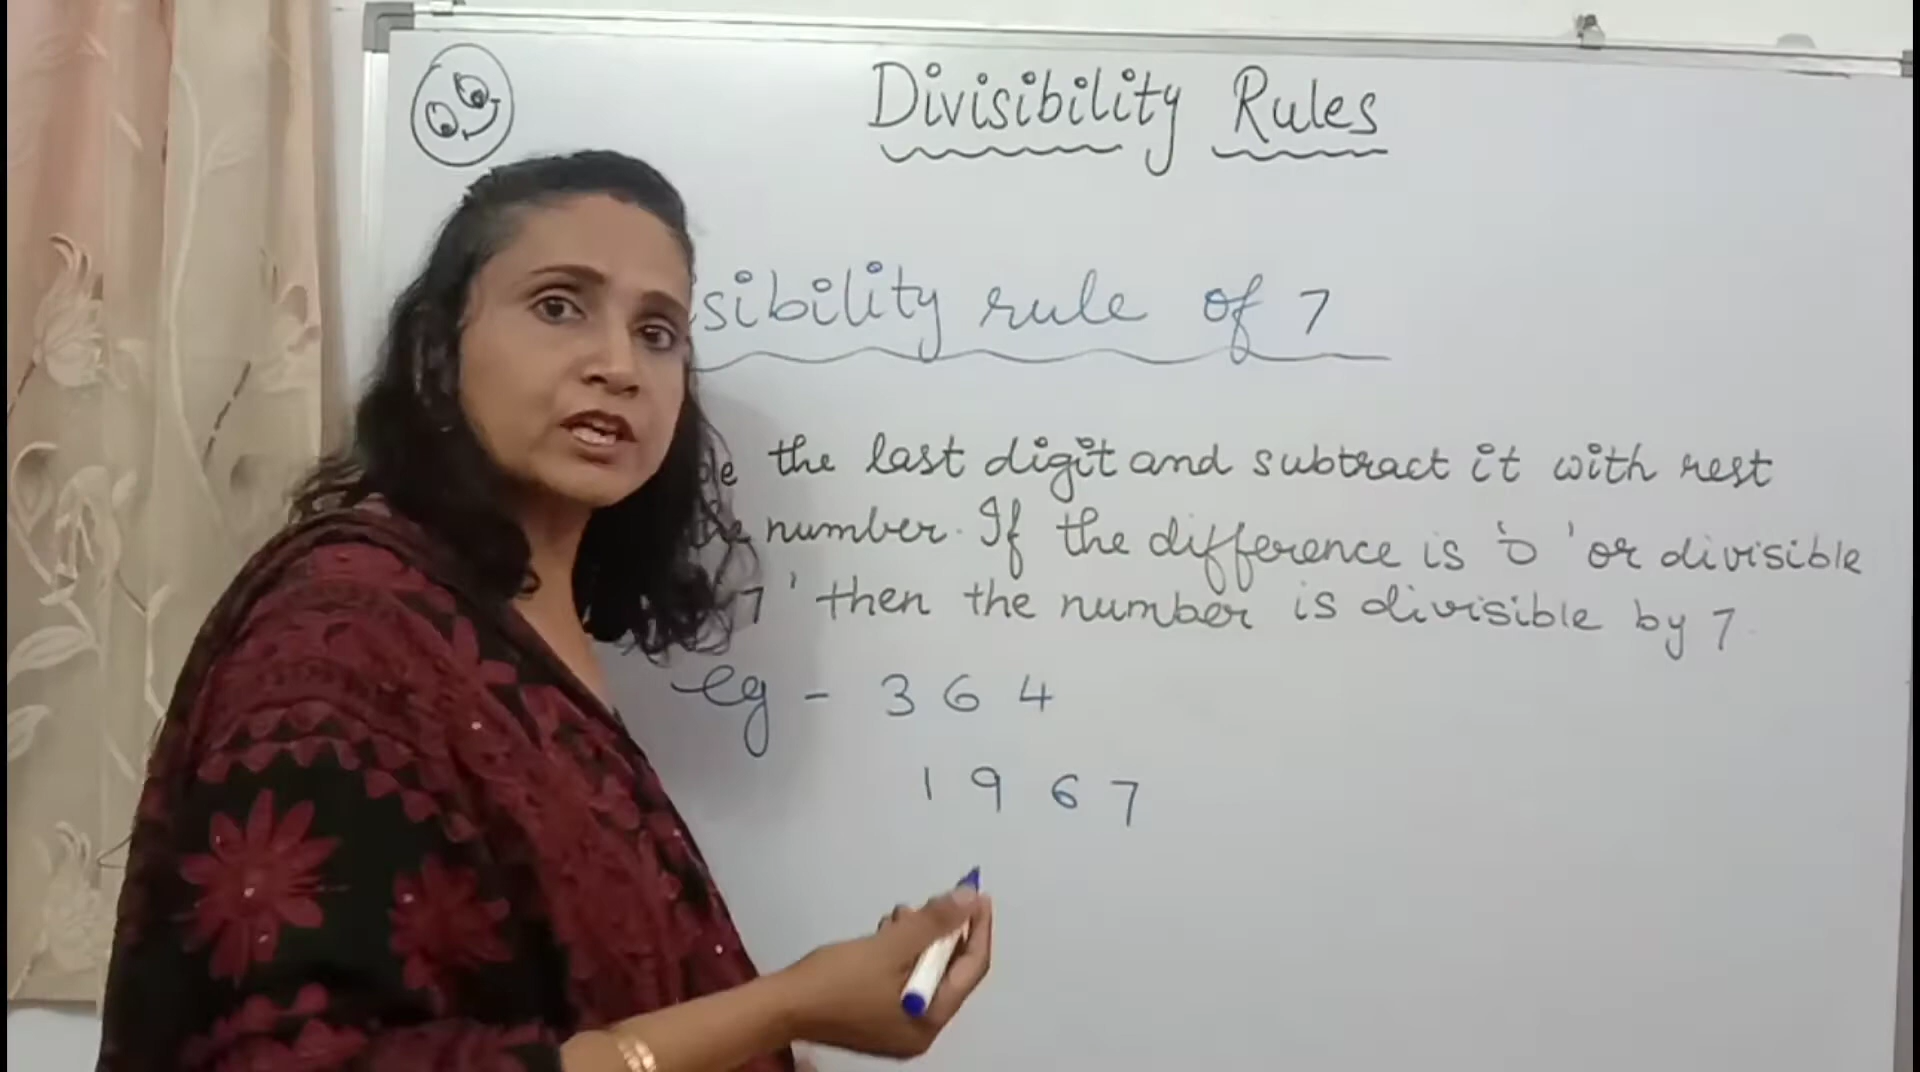 Divisibility Rules
sibility rule of 7
the last digit and subtract it with rest
number. If the difference is '0' or divisible
7' then the number is divisible by 7.
eg - 3 6 4
1 9 6 7